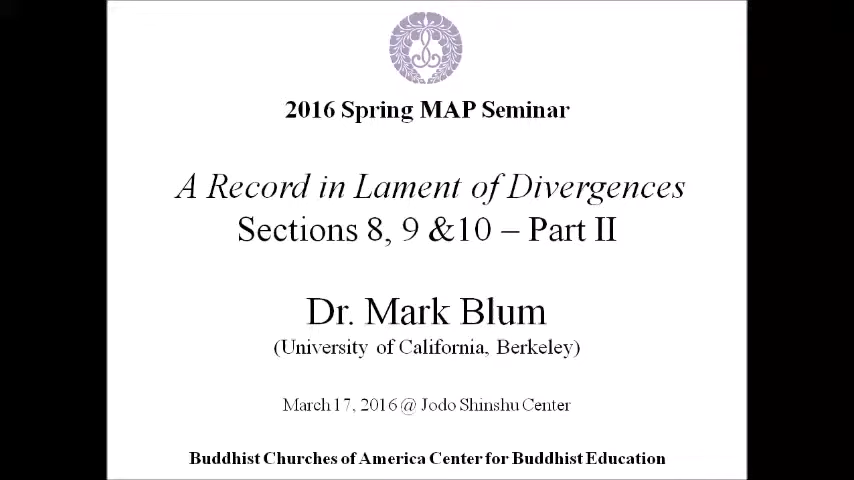 2016 Spring MAP Seminar
A Record in Lament of Divergences
Sections 8, 9 &10 – Part II
Dr. Mark Blum
(University of California, Berkeley)
March 17, 2016 @ Jodo Shinshu Center
Buddhist Churches of America Center for Buddhist Education